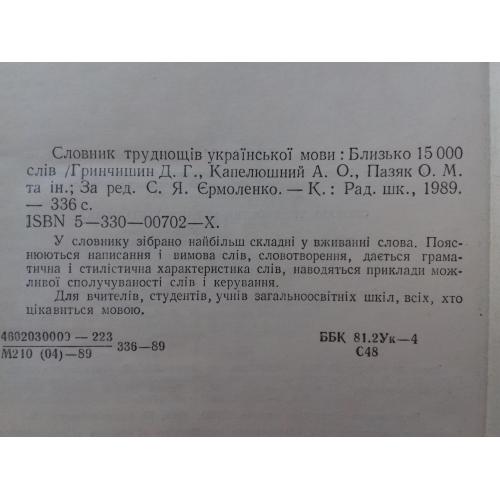 Словник труднощів української мови : Близько 15 000
слів /Гринчишин Д. Г., Капелюшний А. О., Пазяк О. М.
та ін.; За ред. С. Я. Єрмоленко. — К. : Рад. шк., 1989.
— 336 с.
ISBN 5—330—00702—X.
У словнику зібрано найбільш складні у вживанні слова. Пояс-
нюються написання і вимова слів, словотворення, дається грама-
тична і стилістична характеристика слів, наводяться приклади мож-
ливої сполучуваності слів і керування.
Для вчителів, студентів, учнів загальноосвітніх шкіл, всіх, хто
цікавиться мовою.
4602030000 — 223
М210 (04)—89
336—89
ББК 81.2Ук—4
С48